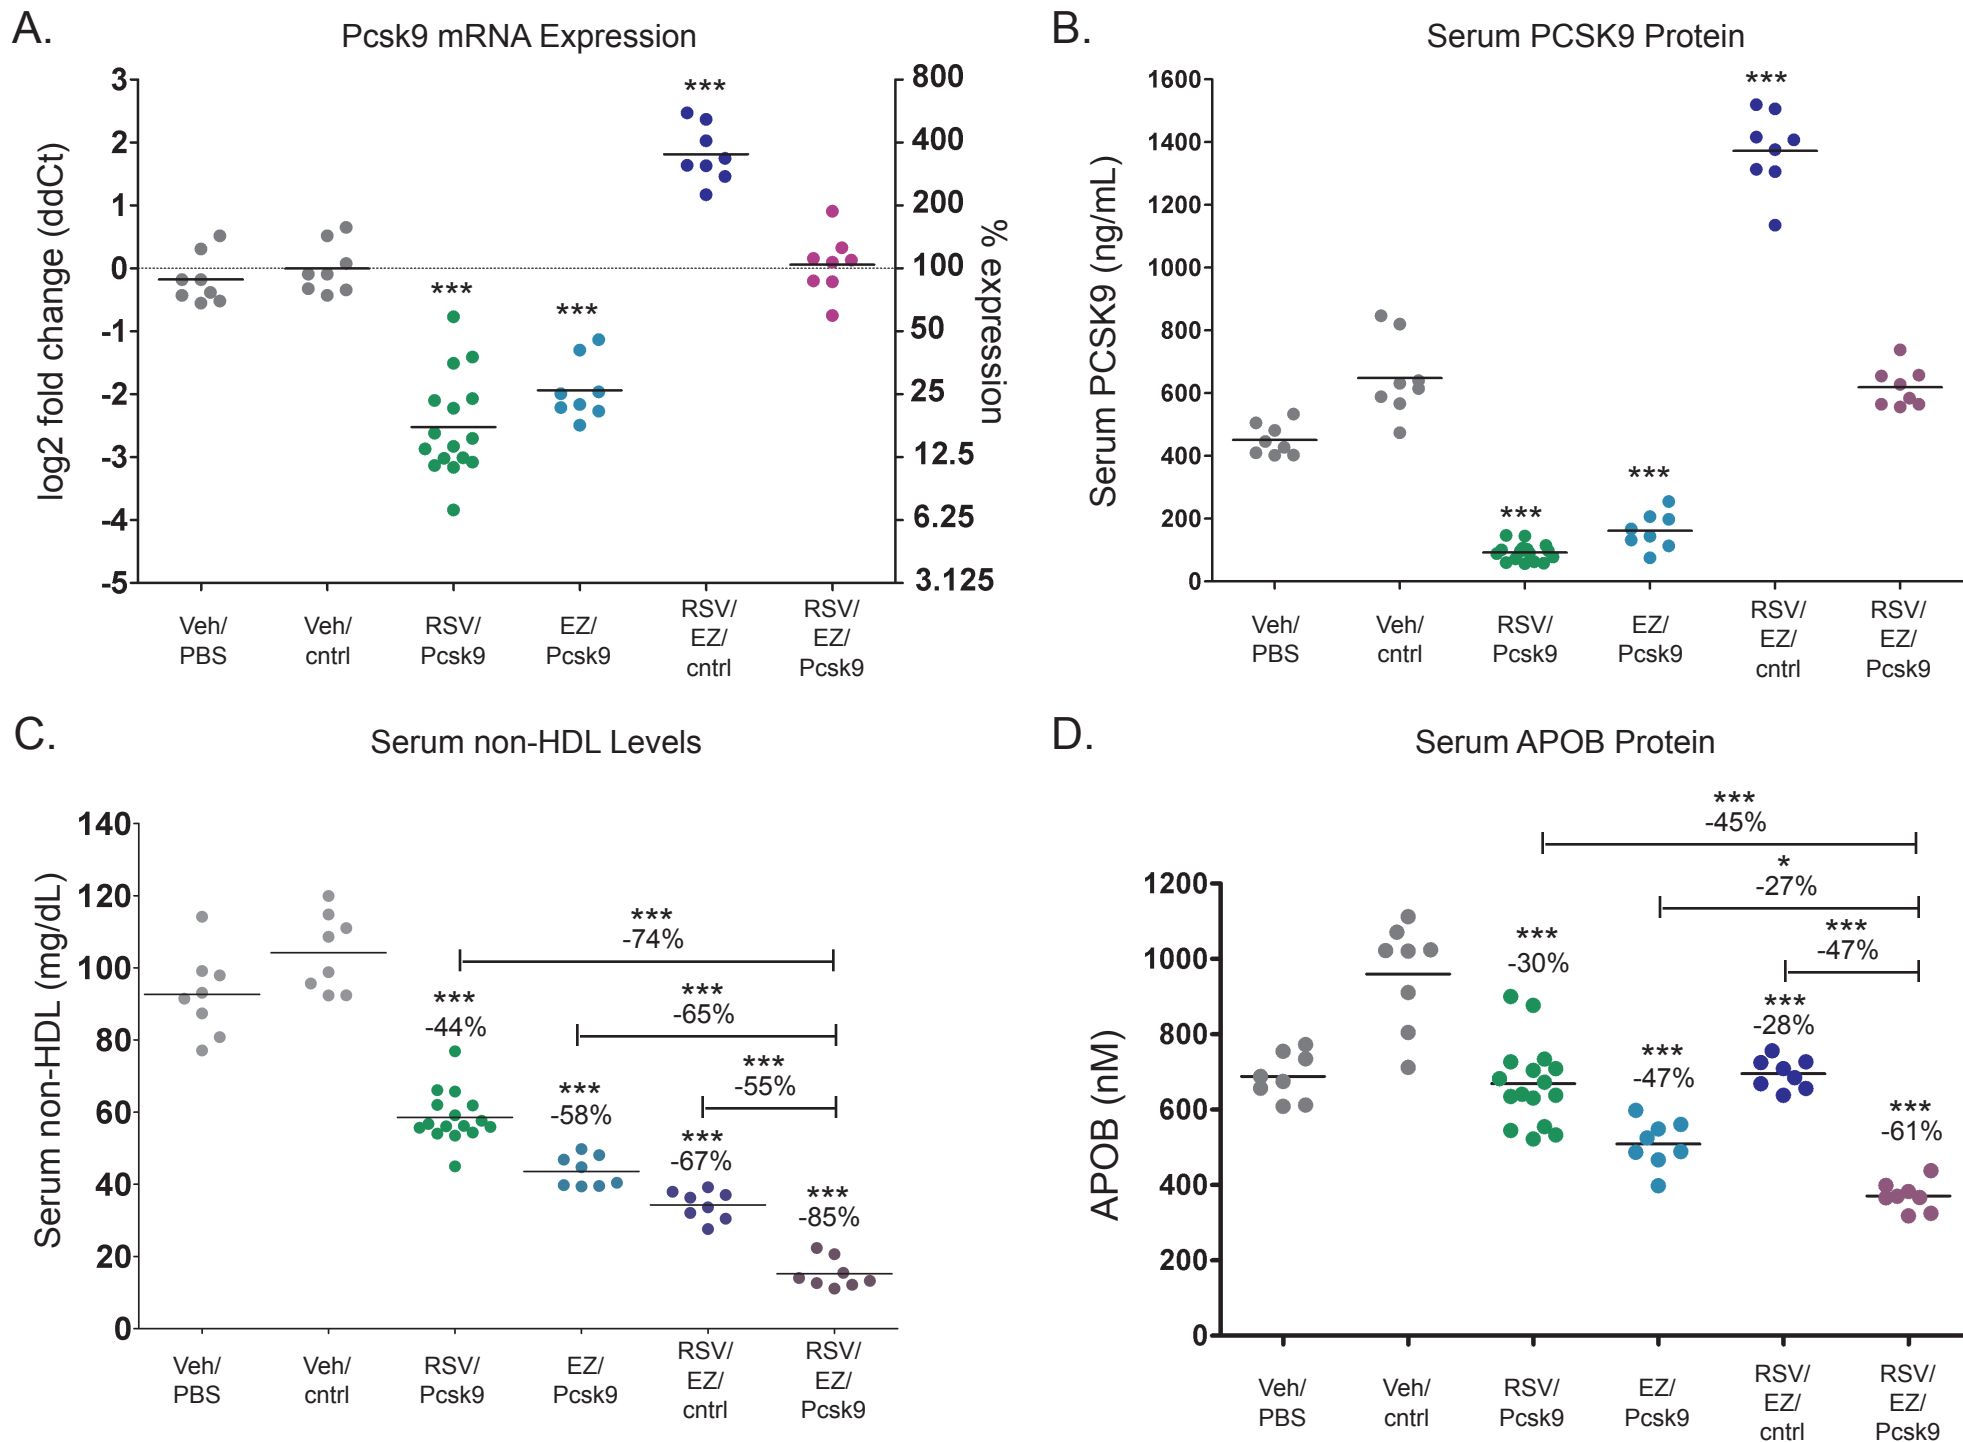 A.
Pcsk9 mRNA Expression
***
***
***
3
2
1
0
-1
-2
-3
-4
-5
log2 fold change (ddCt)
800
400
200
100
50
25
12.5
6.25
3.125
% expression
Veh/
PBS
Veh/
cntrl
RSV/
Pcsk9
EZ/
Pcsk9
RSV/
EZ/
cntrl
RSV/
EZ/
Pcsk9
B.
Serum PCSK9 Protein
***
***
***
1600
1400
1200
1000
800
600
400
200
0
Serum PCSK9 (ng/mL)
Veh/
PBS
Veh/
cntrl
RSV/
Pcsk9
EZ/
Pcsk9
RSV/
EZ/
cntrl
RSV/
EZ/
Pcsk9
C.
Serum non-HDL Levels
140
120
100
80
60
40
20
0
Serum non-HDL (mg/dL)
***
-74%
***
-65%
***
-55%
***
-44%
***
-58%
***
-67%
***
-85%
Veh/
PBS
Veh/
cntrl
RSV/
Pcsk9
EZ/
Pcsk9
RSV/
EZ/
cntrl
RSV/
EZ/
Pcsk9
D.
Serum APOB Protein
***
-45%
*
-27%
***
-47%
***
-30%
***
-47%
***
-28%
***
-61%
1200
1000
800
600
400
200
0
APOB (nM)
Veh/
PBS
Veh/
cntrl
RSV/
Pcsk9
EZ/
Pcsk9
RSV/
EZ/
cntrl
RSV/
EZ/
Pcsk9